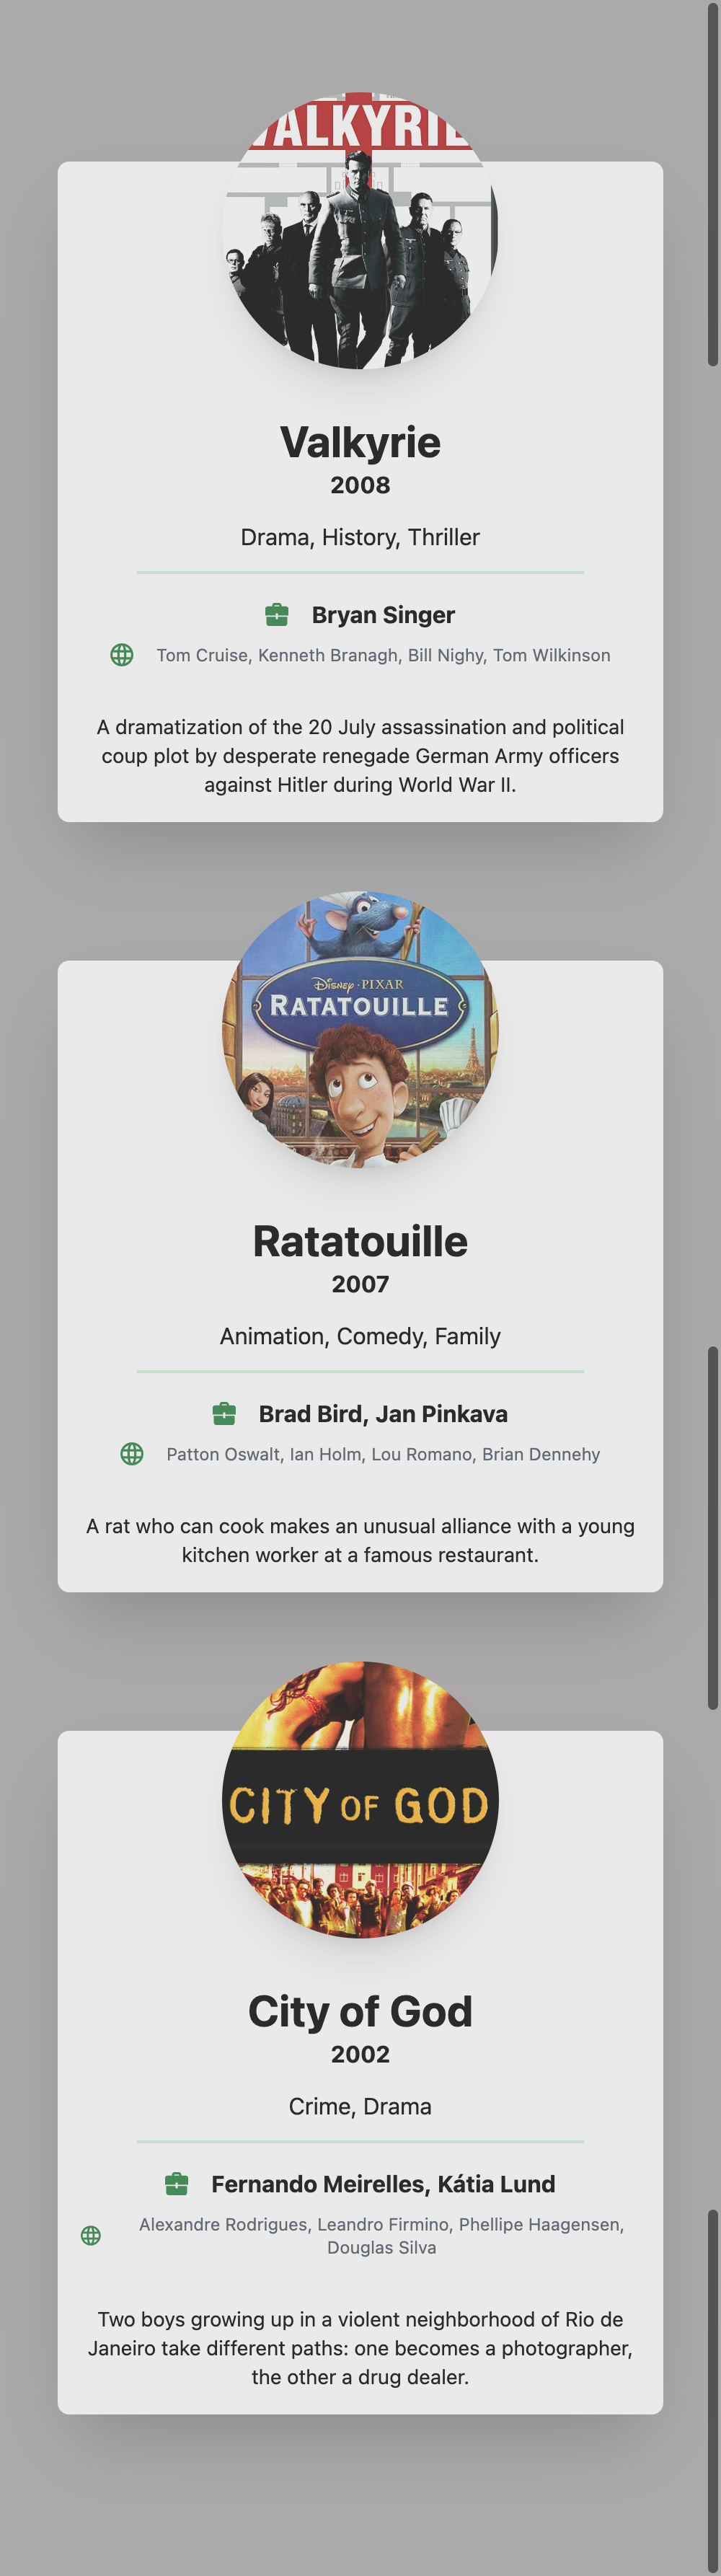 VALKYRIE
Valkyrie
2008
Drama, History, Thriller
Bryan Singer
Tom Cruise, Kenneth Branagh, Bill Nighy, Tom Wilkinson
A dramatization of the 20 July assassination and political
coup plot by desperate renegade German Army officers
against Hitler during World War II.
Disney · PIXAR
RATATOUILLE
Ratatouille
2007
Animation, Comedy, Family
Brad Bird, Jan Pinkava
Patton Oswalt, Ian Holm, Lou Romano, Brian Dennehy
A rat who can cook makes an unusual alliance with a young
kitchen worker at a famous restaurant.
CITY OF GOD
City of God
2002
Crime, Drama
Fernando Meirelles, Kátia Lund
Alexandre Rodrigues, Leandro Firmino, Phellipe Haagensen,
Douglas Silva
Two boys growing up in a violent neighborhood of Rio de
Janeiro take different paths: one becomes a photographer,
the other a drug dealer.